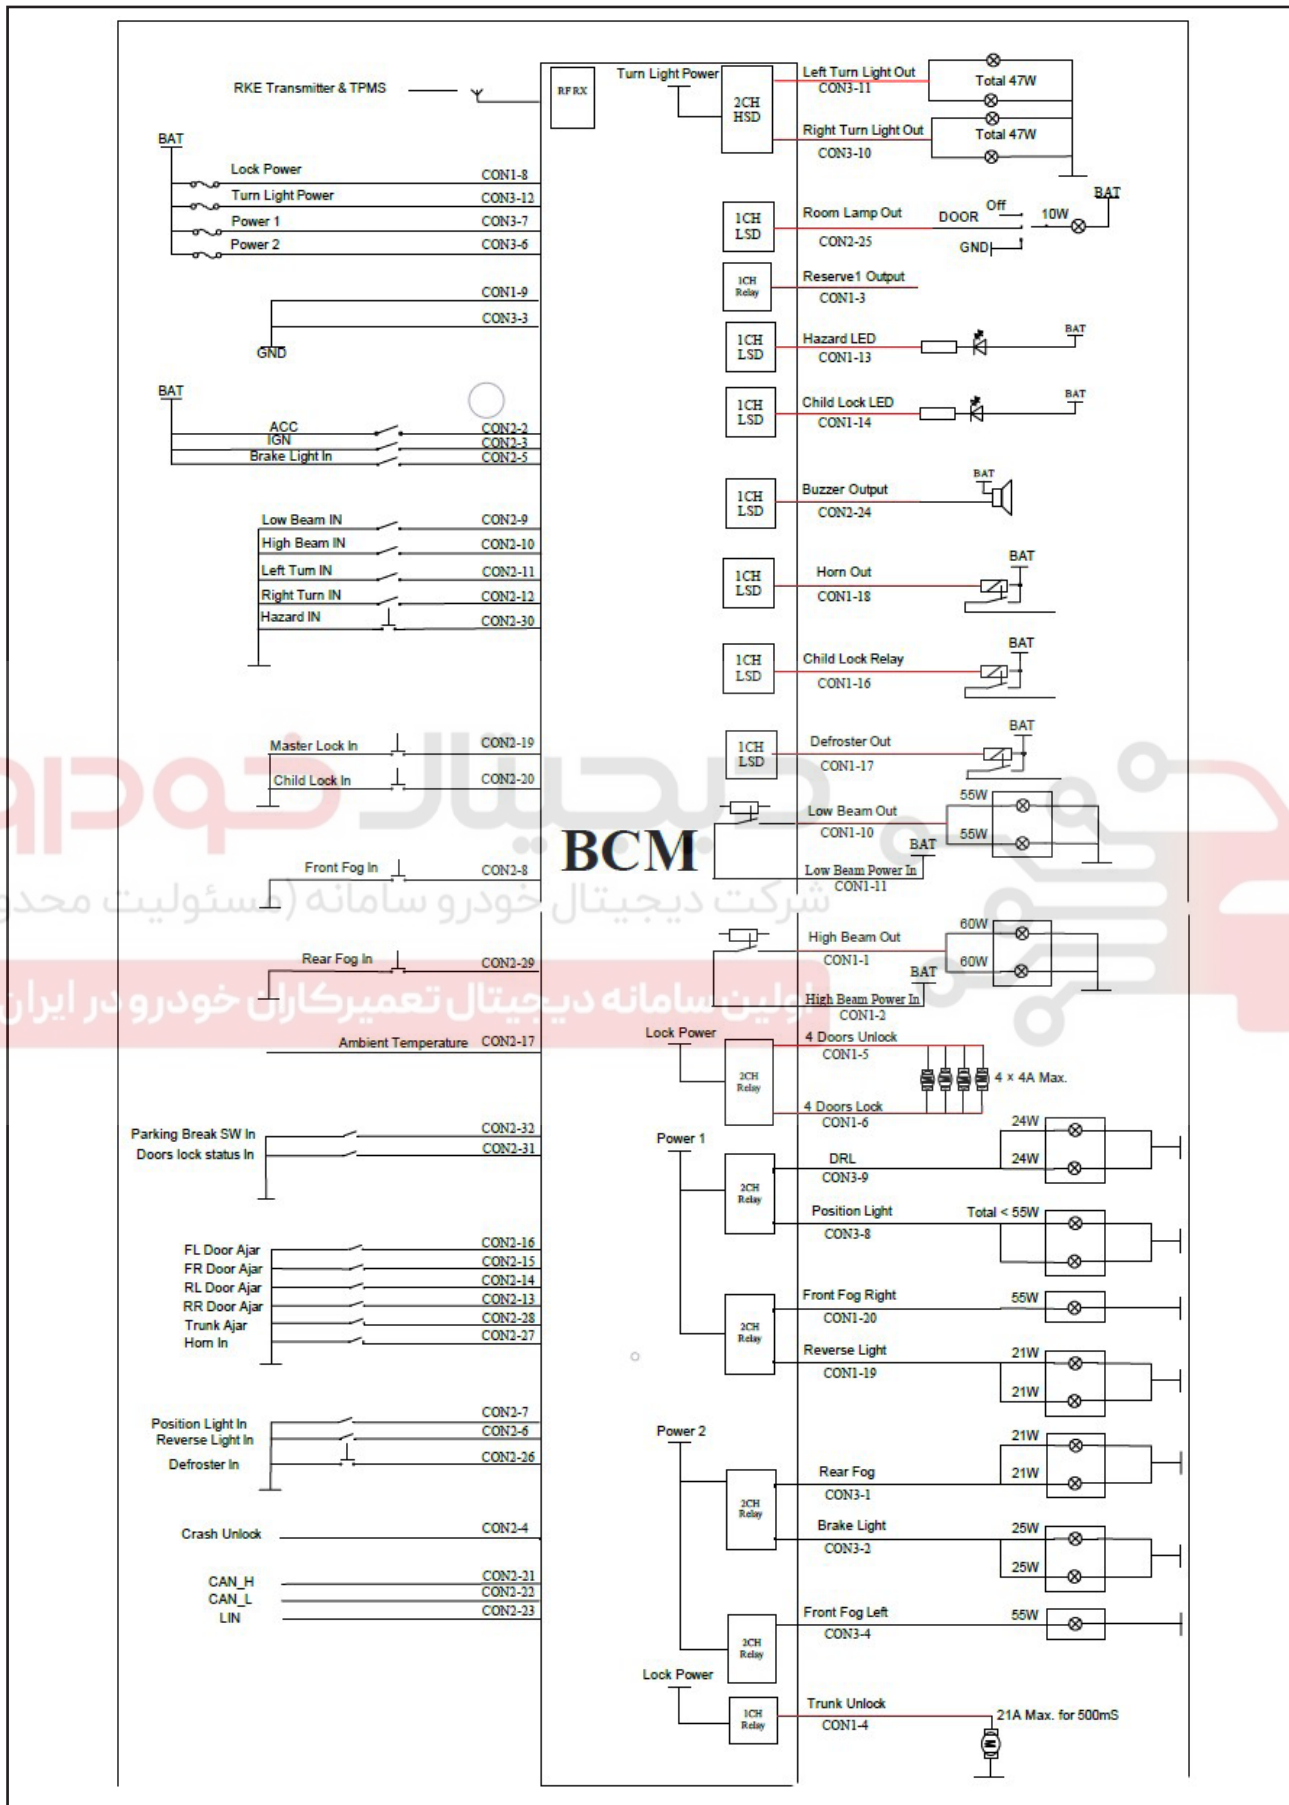 RKE Transmitter & TPMS
RF RX
BAT
Lock Power CON1-8
Turn Light Power CON3-12
Power 1 CON3-7
Power 2 CON3-6
CON1-9
CON3-3
GND
BAT
ACC CON2-2
IGN CON2-3
Brake Light In CON2-5
Low Beam IN CON2-9
High Beam IN CON2-10
Left Turn IN CON2-11
Right Turn IN CON2-12
Hazard IN CON2-30
Master Lock In CON2-19
Child Lock In CON2-20
Front Fog In CON2-8
Rear Fog In CON2-29
Ambient Temperature CON2-17
Parking Break SW In CON2-32
Doors lock status In CON2-31
FL Door Ajar CON2-16
FR Door Ajar CON2-15
RL Door Ajar CON2-14
RR Door Ajar CON2-13
Trunk Ajar CON2-28
Horn In CON2-27
Position Light In CON2-7
Reverse Light In CON2-6
Defroster In CON2-26
Crash Unlock CON2-4
CAN_H CON2-21
CAN_L CON2-22
LIN CON2-23
BCM
Turn Light Power
2CH
HSD
Left Turn Light Out
CON3-11
Total 47W
Right Turn Light Out
CON3-10
Total 47W
1CH
LSD
Room Lamp Out
CON2-25
DOOR
Off
GND
10W
BAT
1CH
Relay
Reserve1 Output
CON1-3
1CH
LSD
Hazard LED
CON1-13
BAT
1CH
LSD
Child Lock LED
CON1-14
BAT
1CH
LSD
Buzzer Output
CON2-24
BAT
1CH
LSD
Horn Out
CON1-18
BAT
1CH
LSD
Child Lock Relay
CON1-16
BAT
1CH
LSD
Defroster Out
CON1-17
BAT
Low Beam Out
CON1-10
55W
55W
BAT
Low Beam Power In
CON1-11
High Beam Out
CON1-1
60W
60W
BAT
High Beam Power In
CON1-2
Lock Power
2CH
Relay
4 Doors Unlock
CON1-5
M M M M
4 × 4A Max.
4 Doors Lock
CON1-6
Power 1
2CH
Relay
DRL
CON3-9
24W
24W
Position Light
CON3-8
Total < 55W
2CH
Relay
Front Fog Right
CON1-20
55W
Reverse Light
CON1-19
21W
21W
Power 2
2CH
Relay
Rear Fog
CON3-1
21W
21W
Brake Light
CON3-2
25W
25W
2CH
Relay
Front Fog Left
CON3-4
55W
Lock Power
1CH
Relay
Trunk Unlock
CON1-4
21A Max. for 500mS
M
دیجیتال خودرو
شرکت دیجیتال خودرو سامانه (مسئولیت
اولین سامانه دیجیتال تعمیرکاران خودرو در ایران